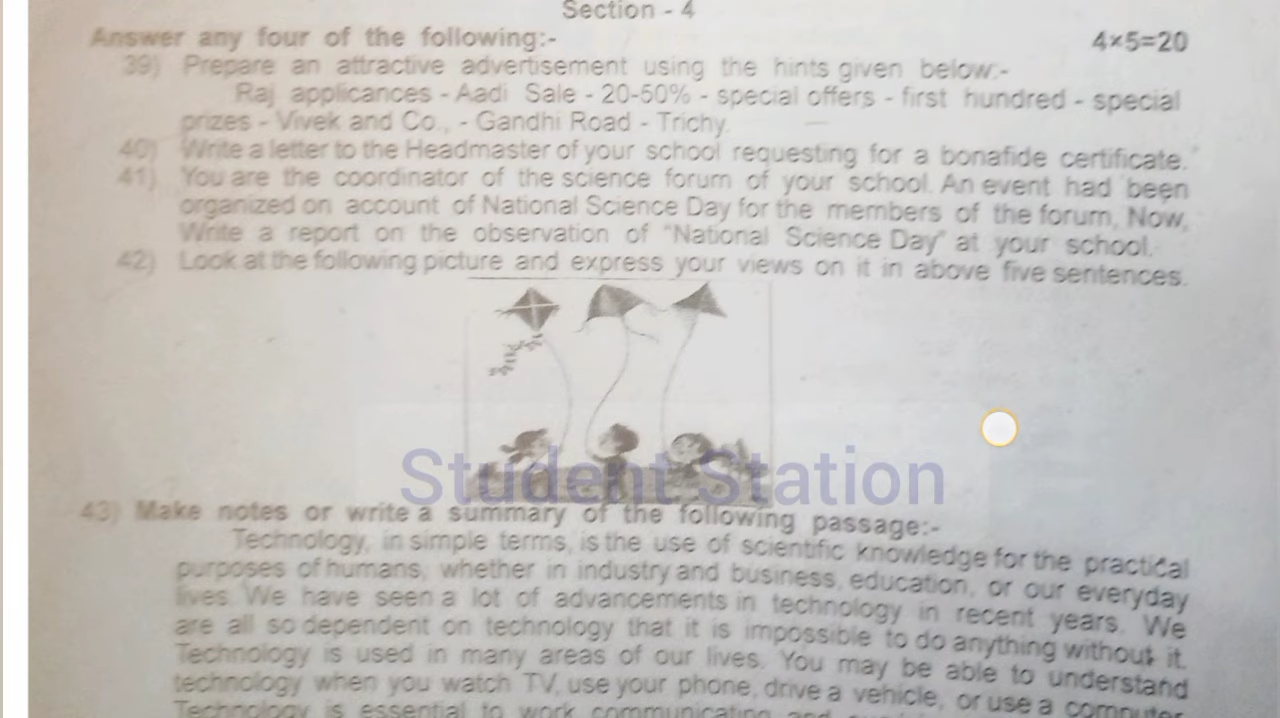 Section - 4
Answer any four of the following:- 4×5=20
39) Prepare an attractive advertisement using the hints given below:-
Raj applicances - Aadi Sale - 20-50% - special offers - first hundred - special
prizes - Vivek and Co., - Gandhi Road - Trichy.
40) Write a letter to the Headmaster of your school requesting for a bonafide certificate.
41) You are the coordinator of the science forum of your school. An event had been
organized on account of National Science Day for the members of the forum, Now,
Write a report on the observation of "National Science Day" at your school.
42) Look at the following picture and express your views on it in above five sentences.
Student Station
43) Make notes or write a summary of the following passage:-
Technology, in simple terms, is the use of scientific knowledge for the practical
purposes of humans, whether in industry and business, education, or our everyday
lives. We have seen a lot of advancements in technology in recent years. We
are all so dependent on technology that it is impossible to do anything without it.
Technology is used in many areas of our lives. You may be able to understand
technology when you watch TV, use your phone, drive a vehicle, or use a computer.
Technology is essential to work communicating and